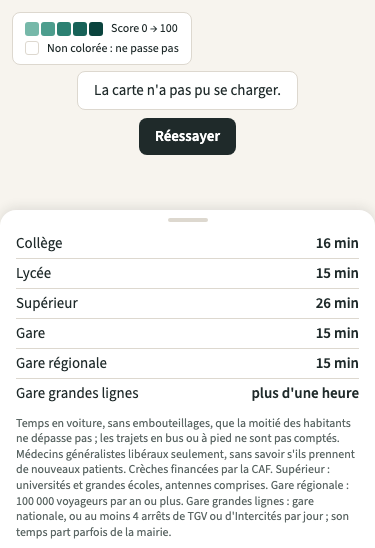 Score 0 → 100
Non colorée : ne passe pas
La carte n'a pas pu se charger.
Réessayer
Collège 16 min
Lycée 15 min
Supérieur 26 min
Gare 15 min
Gare régionale 15 min
Gare grandes lignes plus d'une heure
Temps en voiture, sans embouteillages, que la moitié des habitants
ne dépasse pas ; les trajets en bus ou à pied ne sont pas comptés.
Médecins généralistes libéraux seulement, sans savoir s'ils prennent
de nouveaux patients. Crèches financées par la CAF. Supérieur :
universités et grandes écoles, antennes comprises. Gare régionale :
100 000 voyageurs par an ou plus. Gare grandes lignes : gare
nationale, ou au moins 4 arrêts de TGV ou d'Intercités par jour ; son
temps part parfois de la mairie.